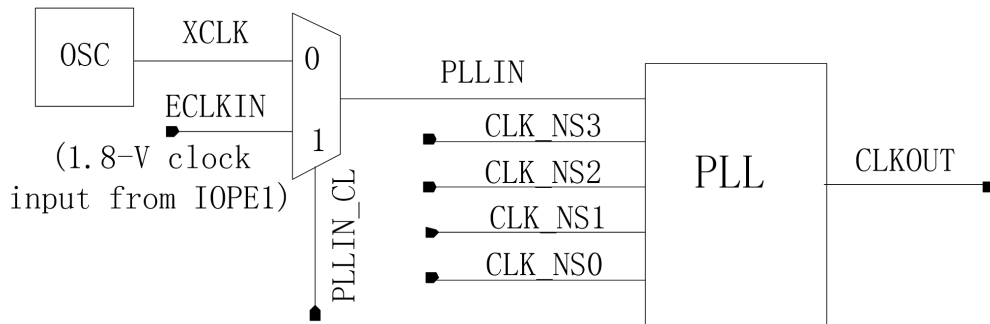 OSC
XCLK
0
ECLKIN
1
(1.8-V clock
input from IOPE1)
PLLIN_CL
PLLIN
CLK_NS3
CLK_NS2
CLK_NS1
CLK_NS0
PLL
CLKOUT